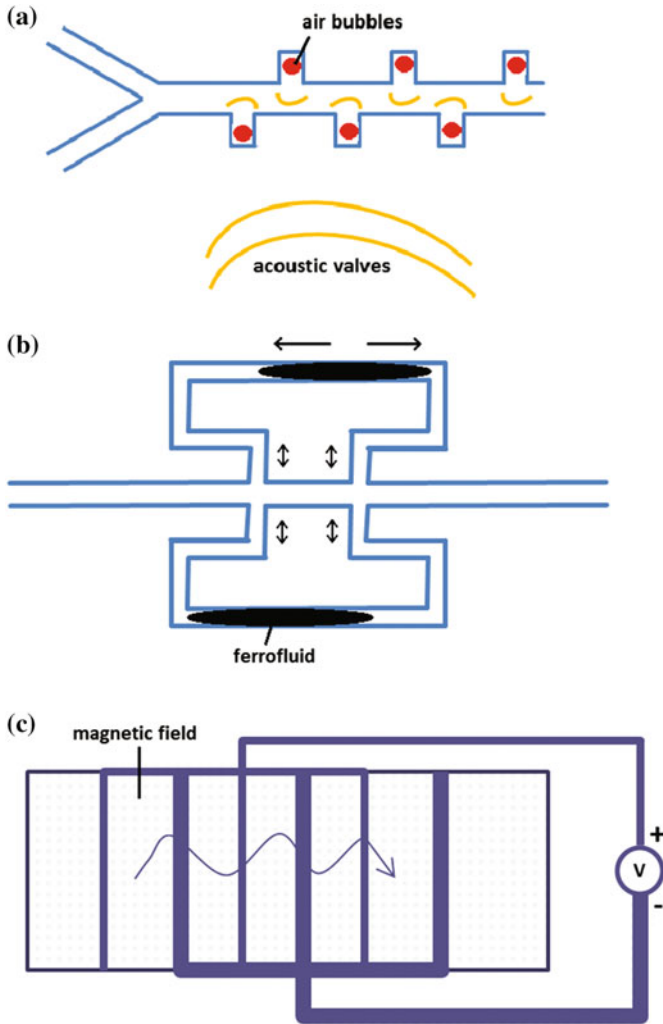 (a)
air bubbles
acoustic valves
(b)
ferrofluid
(c)
magnetic field
+
V
-